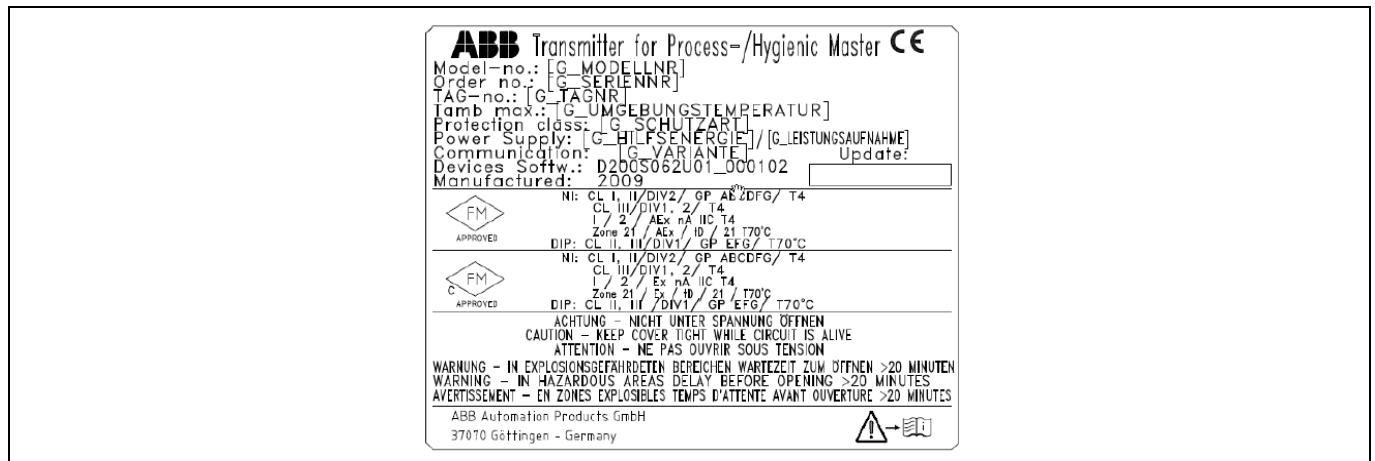 ABB Transmitter for Process-/Hygienic Master CE
Model-no.: [G_MODELLNR]
Order no.: [G_SERIENNR]
TAG-no.: [G_TAGNR]
Tamb max.: [G_UMGEBUNGSTEMPERATUR]
Protection class: [G_SCHUTZART]
Power Supply: [G_HILFSENERGIE]/[G_LEISTUNGSAUFNAHME]
Communication: [G_VARIANTE] Update:
Devices Softw.: D200S062U01_000102
Manufactured: 2009
NI: CL I, II/DIV2/ GP DFG/ T4
CL III/DIV1, 2/ T4
I / 2 / AEx nA IIC T4
Zone 21 / AEx / tD / 21 T70°C
DIP: CL II, III/DIV1/ GP EFG/ T70°C
FM
APPROVED
NI: CL I, II/DIV2/ GP ABCDFG/ T4
CL III/DIV1, 2/ T4
I / 2 / Ex nA IIC T4
Zone 21 / Ex / tD / 21 / T70°C
DIP: CL II, III /DIV1/ GP EFG/ T70°C
FM
C
APPROVED
ACHTUNG - NICHT UNTER SPANNUNG ÖFFNEN
CAUTION - KEEP COVER TIGHT WHILE CIRCUIT IS ALIVE
ATTENTION - NE PAS OUVRIR SOUS TENSION
WARNUNG - IN EXPLOSIONSGEFÄHRDETEN BEREICHEN WARTEZEIT ZUM ÖFFNEN >20 MINUTEN
WARNING - IN HAZARDOUS AREAS DELAY BEFORE OPENING >20 MINUTES
AVERTISSEMENT - EN ZONES EXPLOSIBLES TEMPS D'ATTENTE AVANT OUVERTURE >20 MINUTES
ABB Automation Products GmbH
37070 Göttingen - Germany